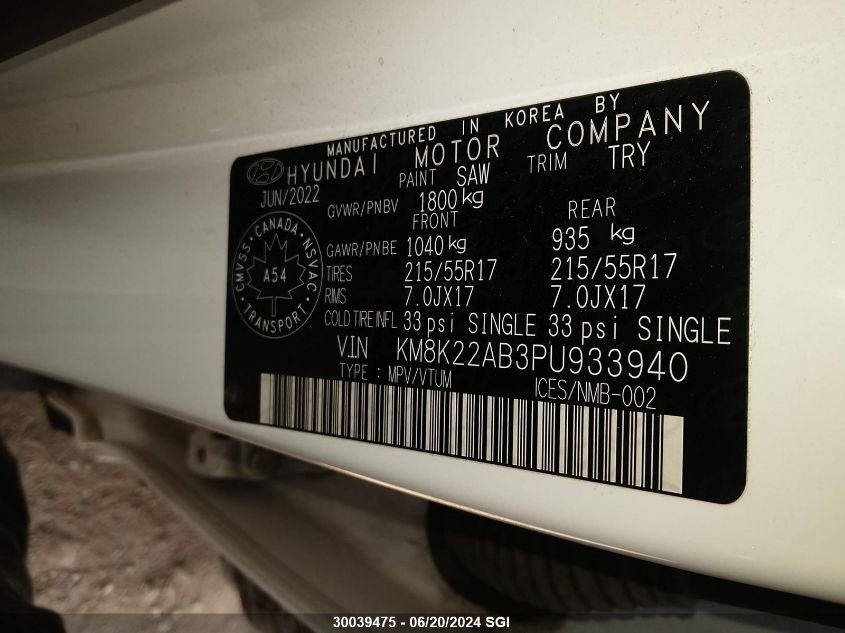 MANUFACTURED IN KOREA BY
HYUNDAI MOTOR COMPANY
JUN/2022 PAINT SAW TRIM TRY
GVWR/PNBV 1800 kg
FRONT REAR
GAWR/PNBE 1040 kg 935 kg
TIRES 215/55R17 215/55R17
RIMS 7.0JX17 7.0JX17
COLD TIRE INFL 33 psi SINGLE 33 psi SINGLE
CMVSS · CANADA · NSVAC · TRANSPORT ·
A54
V.I.N KM8K22AB3PU933940
TYPE : MPV/VTUM ICES/NMB-002
30039475 - 06/20/2024 SGI